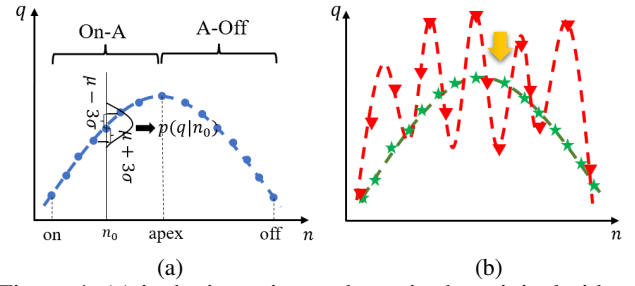 q
On-A
A-Off
μ − 3σ
μ + 3σ
p(q|n₀)
on
n₀
apex
off
n
(a)
q
n
(b)